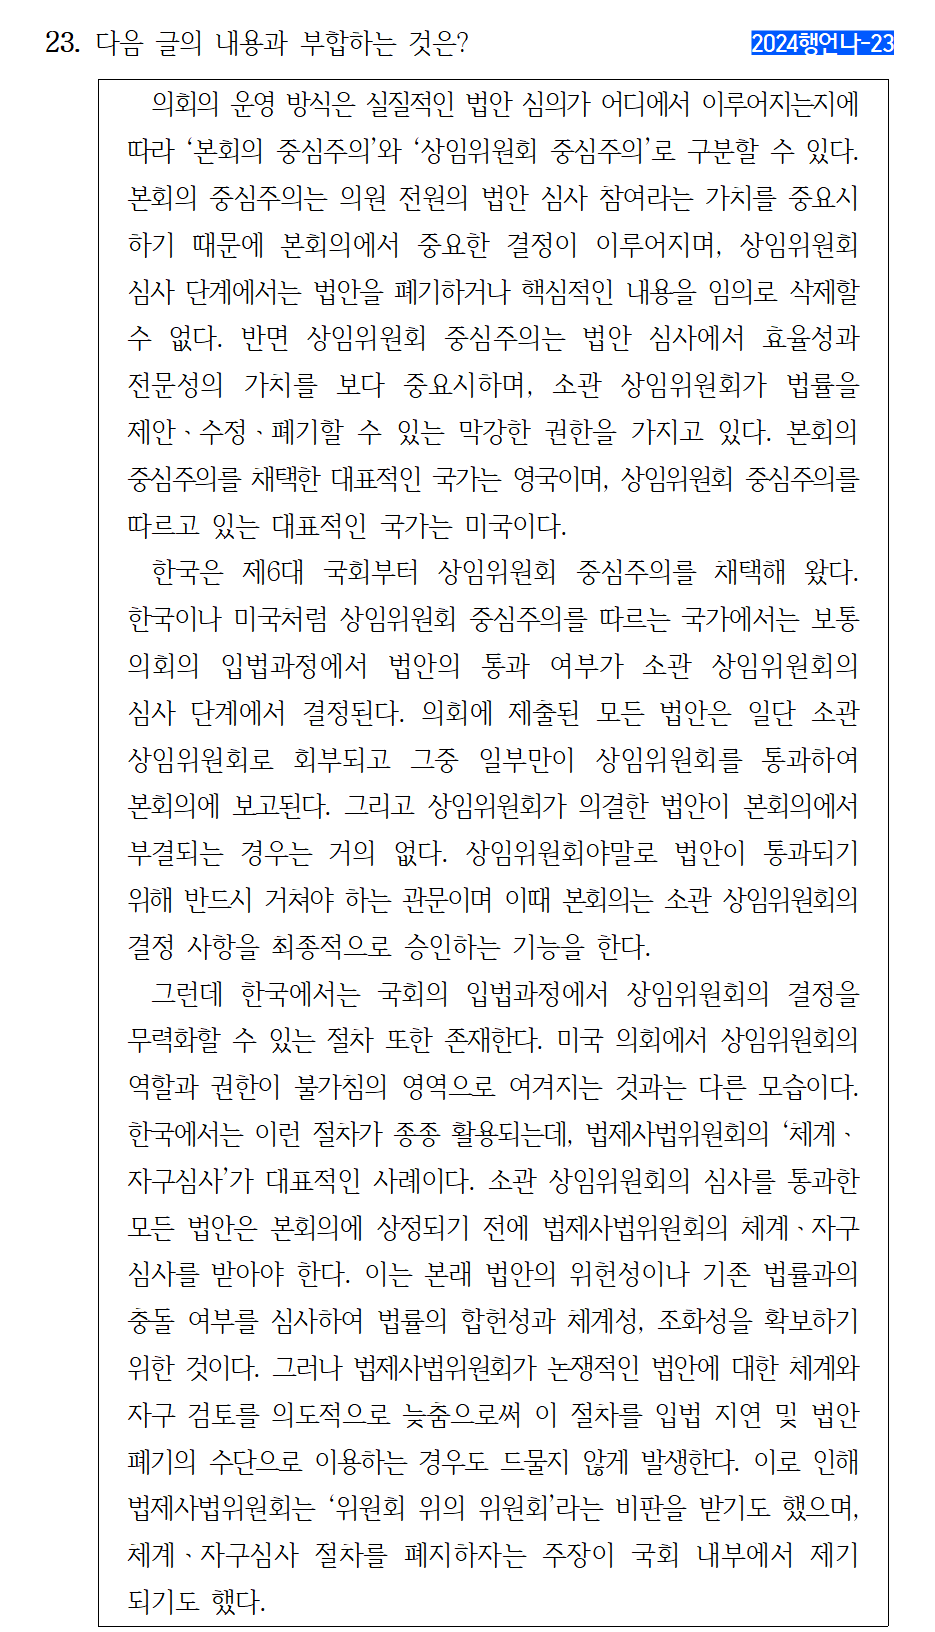 23. 다음 글의 내용과 부합하는 것은?
2024행언나-23
의회의 운영 방식은 실질적인 법안 심의가 어디에서 이루어지는지에
따라 ‘본회의 중심주의’와 ‘상임위원회 중심주의’로 구분할 수 있다.
본회의 중심주의는 의원 전원의 법안 심사 참여라는 가치를 중요시
하기 때문에 본회의에서 중요한 결정이 이루어지며, 상임위원회
심사 단계에서는 법안을 폐기하거나 핵심적인 내용을 임의로 삭제할
수 없다. 반면 상임위원회 중심주의는 법안 심사에서 효율성과
전문성의 가치를 보다 중요시하며, 소관 상임위원회가 법률을
제안ㆍ수정ㆍ폐기할 수 있는 막강한 권한을 가지고 있다. 본회의
중심주의를 채택한 대표적인 국가는 영국이며, 상임위원회 중심주의를
따르고 있는 대표적인 국가는 미국이다.
한국은 제6대 국회부터 상임위원회 중심주의를 채택해 왔다.
한국이나 미국처럼 상임위원회 중심주의를 따르는 국가에서는 보통
의회의 입법과정에서 법안의 통과 여부가 소관 상임위원회의
심사 단계에서 결정된다. 의회에 제출된 모든 법안은 일단 소관
상임위원회로 회부되고 그중 일부만이 상임위원회를 통과하여
본회의에 보고된다. 그리고 상임위원회가 의결한 법안이 본회의에서
부결되는 경우는 거의 없다. 상임위원회야말로 법안이 통과되기
위해 반드시 거쳐야 하는 관문이며 이때 본회의는 소관 상임위원회의
결정 사항을 최종적으로 승인하는 기능을 한다.
그런데 한국에서는 국회의 입법과정에서 상임위원회의 결정을
무력화할 수 있는 절차 또한 존재한다. 미국 의회에서 상임위원회의
역할과 권한이 불가침의 영역으로 여겨지는 것과는 다른 모습이다.
한국에서는 이런 절차가 종종 활용되는데, 법제사법위원회의 ‘체계ㆍ
자구심사’가 대표적인 사례이다. 소관 상임위원회의 심사를 통과한
모든 법안은 본회의에 상정되기 전에 법제사법위원회의 체계ㆍ자구
심사를 받아야 한다. 이는 본래 법안의 위헌성이나 기존 법률과의
충돌 여부를 심사하여 법률의 합헌성과 체계성, 조화성을 확보하기
위한 것이다. 그러나 법제사법위원회가 논쟁적인 법안에 대한 체계와
자구 검토를 의도적으로 늦춤으로써 이 절차를 입법 지연 및 법안
폐기의 수단으로 이용하는 경우도 드물지 않게 발생한다. 이로 인해
법제사법위원회는 ‘위원회 위의 위원회’라는 비판을 받기도 했으며,
체계ㆍ자구심사 절차를 폐지하자는 주장이 국회 내부에서 제기
되기도 했다.